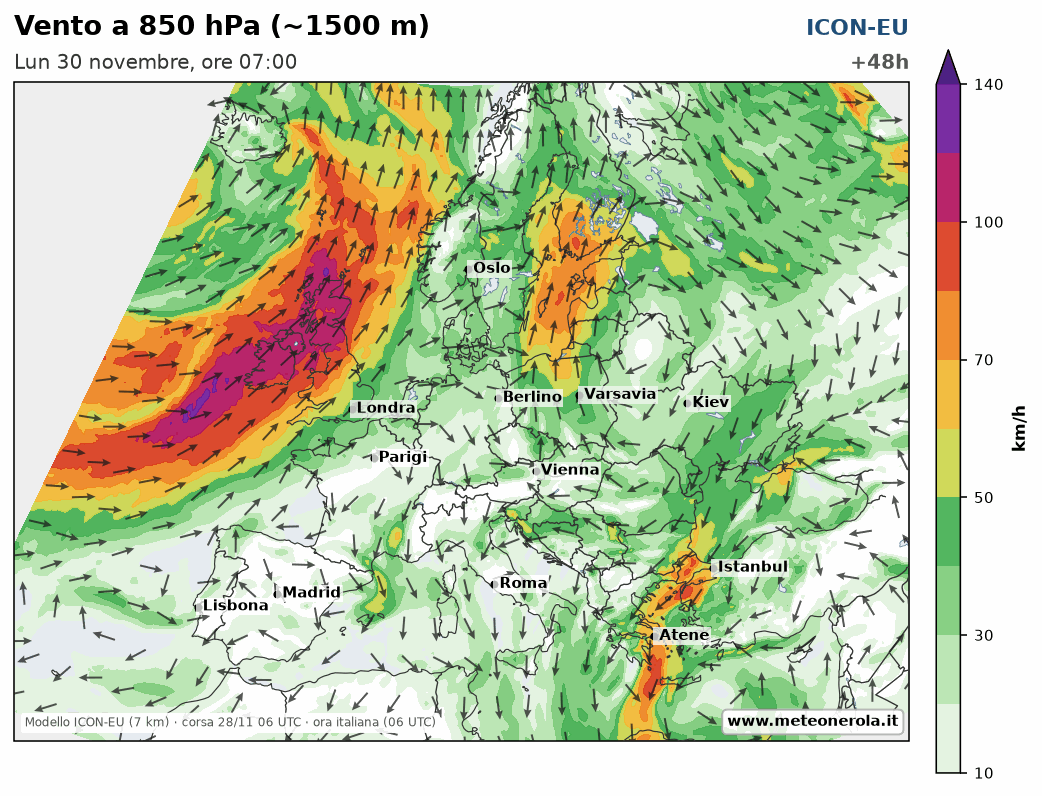 Vento a 850 hPa (~1500 m)
ICON-EU
Lun 30 novembre, ore 07:00
+48h
140
100
70
50
30
10
km/h
Oslo
Londra
Berlino
Varsavia
Kiev
Parigi
Vienna
Istanbul
Roma
Madrid
Lisbona
Atene
Modello ICON-EU (7 km) · corsa 28/11 06 UTC · ora italiana (06 UTC)
www.meteonerola.it